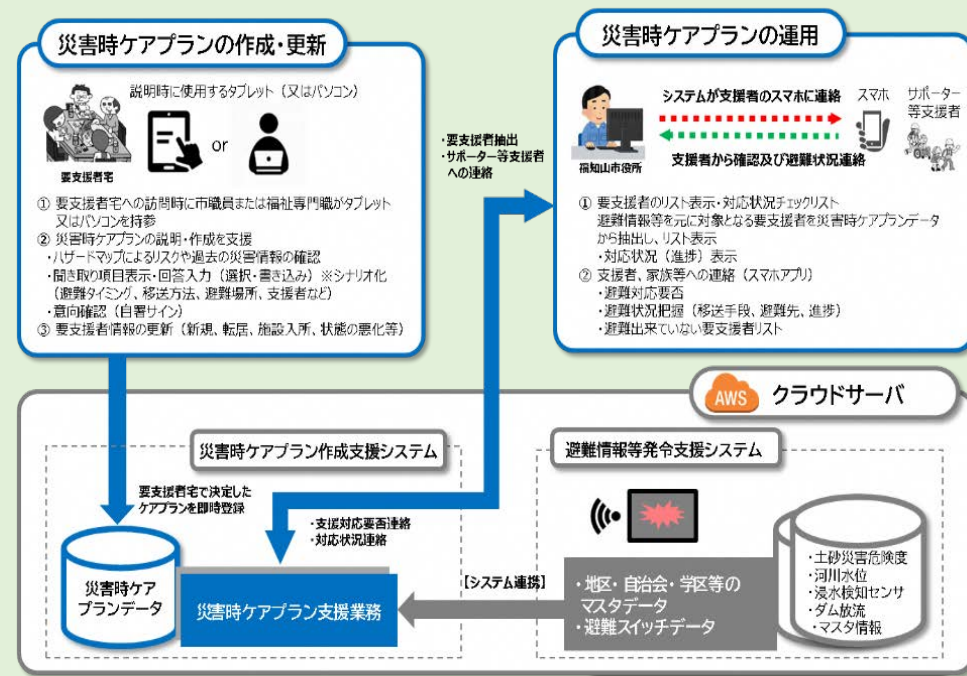 災害時ケアプランの作成・更新
説明時に使用するタブレット（又はパソコン）
or
要支援者宅
① 要支援者宅への訪問時に市職員または福祉専門職がタブレット
又はパソコンを持参
② 災害時ケアプランの説明・作成を支援
・ハザードマップによるリスクや過去の災害情報の確認
・聞き取り項目表示・回答入力（選択・書き込み）※シナリオ化
（避難タイミング、移送方法、避難場所、支援者など）
・意向確認（自署サイン）
③ 要支援者情報の更新（新規、転居、施設入所、状態の悪化等）
・要支援者抽出
・サポーター等支援者
への連絡
災害時ケアプランの運用
システムが支援者のスマホに連絡
スマホ
サポーター
等支援者
支援者から確認及び避難状況連絡
福知山市役所
① 要支援者のリスト表示・対応状況チェックリスト
避難情報等を元に対象となる要支援者を災害時ケアプランデータ
から抽出し、リスト表示
・対応状況（進捗）表示
② 支援者、家族等への連絡（スマホアプリ）
・避難対応要否
・避難状況把握（移送手段、避難先、進捗）
・避難出来ていない要支援者リスト
AWS クラウドサーバ
災害時ケアプラン作成支援システム
要支援者宅で決定した
ケアプランを即時登録
・支援対応要否連絡
・対応状況連絡
災害時ケア
プランデータ
災害時ケアプラン支援業務
【システム連携】
避難情報等発令支援システム
・地区・自治会・学区等の
マスタデータ
・避難スイッチデータ
・土砂災害危険度
・河川水位
・浸水検知センサ
・ダム放流
・マスタ情報